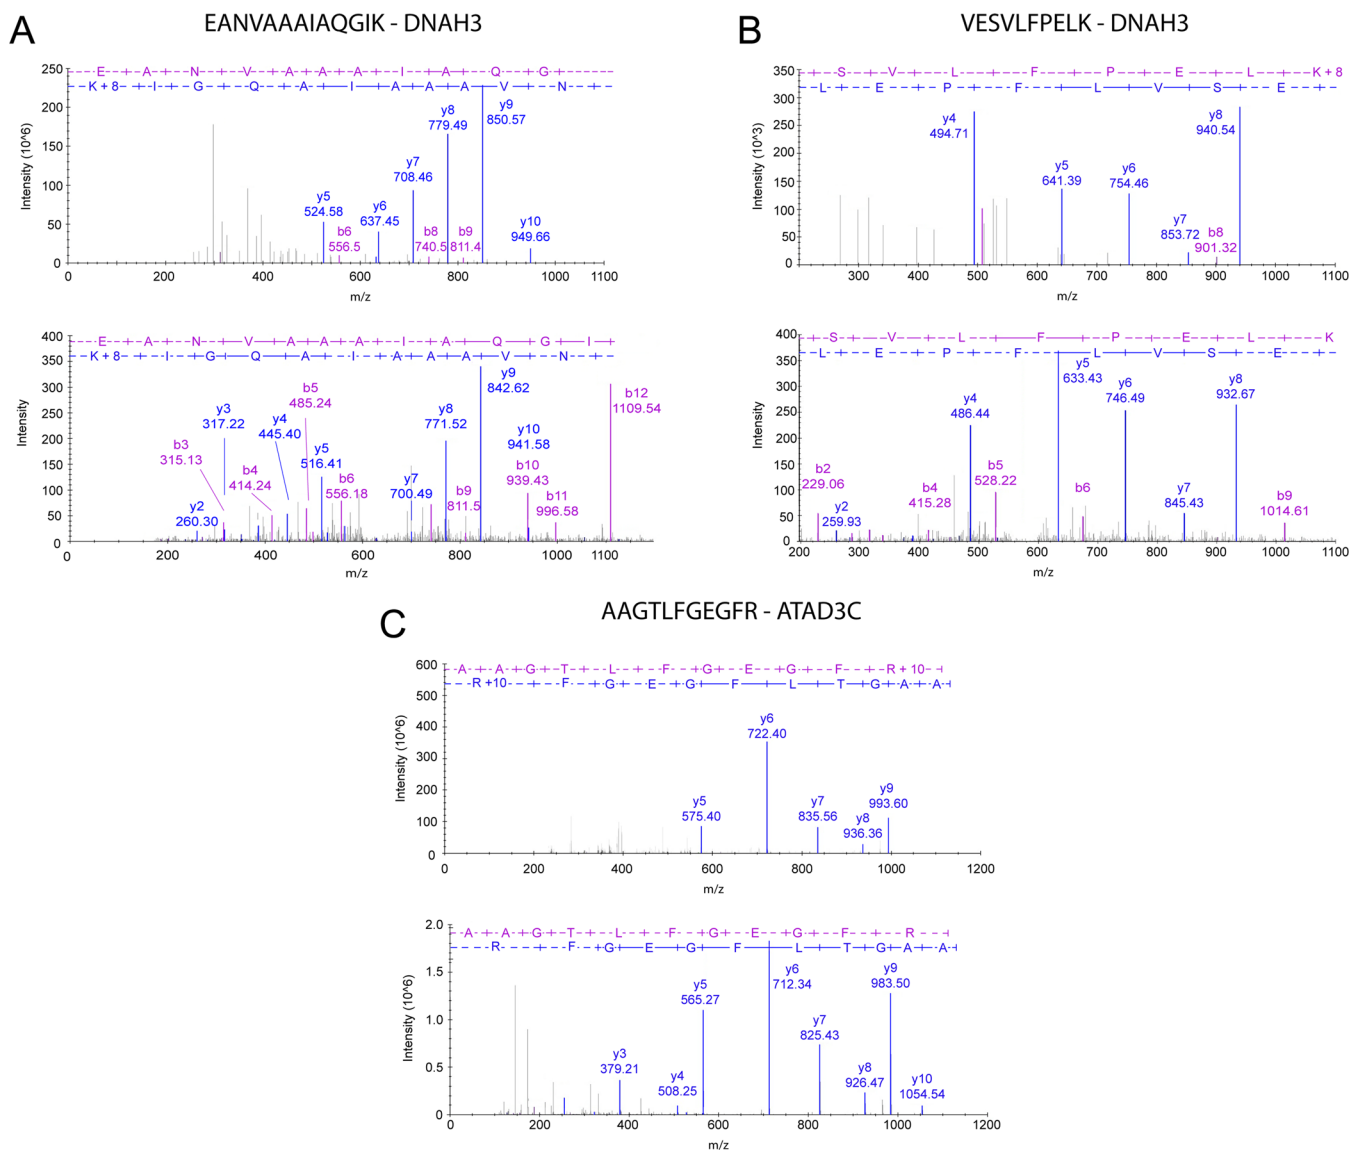 A
EANVAAAIAQGIK - DNAH3
E A N V A A A I A Q G
K + 8 I G Q A I A A A V N
250
200
150
100
50
0
Intensity (10^6)
y5
524.58
b6
556.5
y6
637.45
y7
708.46
b8
740.5
y8
779.49
b9
811.4
y9
850.57
y10
949.66
0 200 400 600 800 1000 1100
m/z
E A N V A A A I A Q G I
K + 8 I G Q A I A A A V N
400
350
300
250
200
150
100
50
0
Intensity
y2
260.30
b3
315.13
y3
317.22
b4
414.24
y4
445.40
b5
485.24
y5
516.41
b6
556.18
y7
700.49
y8
771.52
b9
811.5
y9
842.62
b10
939.43
y10
941.58
b11
996.58
b12
1109.54
0 200 400 600 800 1000 1100
m/z
B
VESVLFPELK - DNAH3
S V L F P E L K + 8
L E P F L V S E
350
300
250
200
150
100
50
0
Intensity (10^3)
y4
494.71
y5
641.39
y6
754.46
y7
853.72
b8
901.32
y8
940.54
300 400 500 600 700 800 900 1000 1100
m/z
S V L F P E L K
L E P F L V S E
400
350
300
250
200
150
100
50
0
Intensity
b2
229.06
y2
259.93
b4
415.28
y4
486.44
b5
528.22
y5
633.43
b6
y6
746.49
y7
845.43
y8
932.67
b9
1014.61
200 300 400 500 600 700 800 900 1000 1100
m/z
C
AAGTLFGEGFR - ATAD3C
A A G T L F G E G F R + 10
R +10 F G E G F L T G A A
600
500
400
300
200
100
0
Intensity (10^6)
y5
575.40
y6
722.40
y7
835.56
y8
936.36
y9
993.60
0 200 400 600 800 1000 1200
m/z
A A G T L F G E G F R
R F G E G F L T G A A
2.0
1.5
1.0
0.5
0
Intensity (10^6)
y3
379.21
y4
508.25
y5
565.27
y6
712.34
y7
825.43
y8
926.47
y9
983.50
y10
1054.54
0 200 400 600 800 1000 1200
m/z